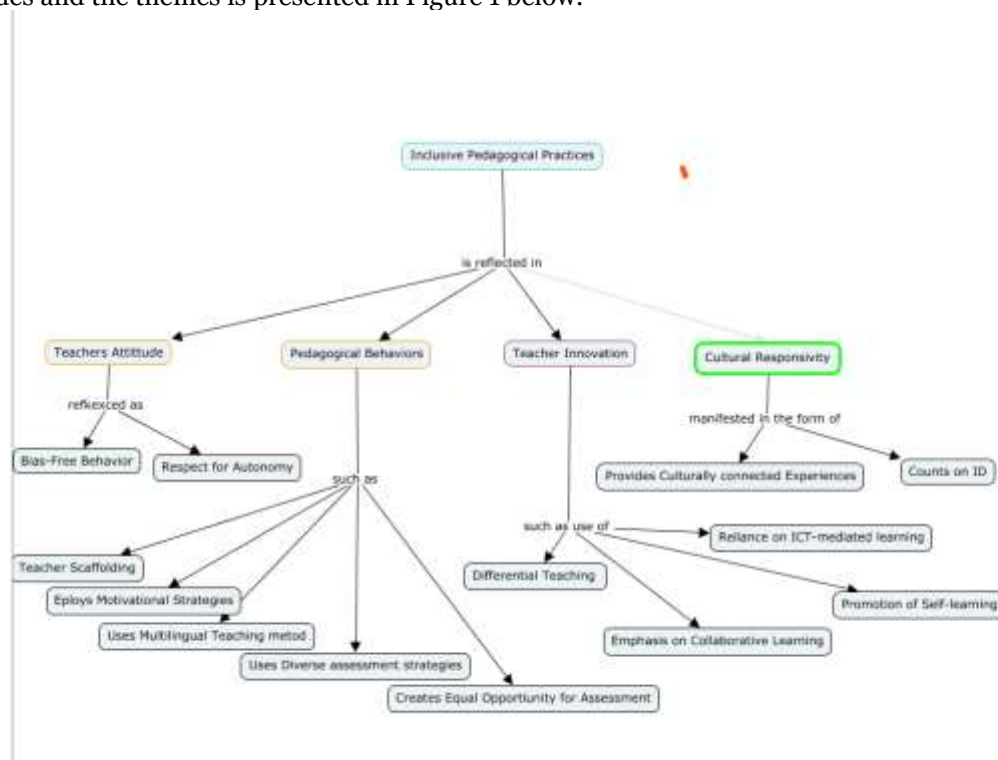 des and the themes is presented in Figure 1 below.
Inclusive Pedagogical Practices
is reflected in
Teachers Attittude
Pedagogical Behaviors
Teacher Innovation
Cultural Responsivity
refkexced as
manifested in the form of
Bias-Free Behavior
Respect for Autonomy
Provides Culturally connected Experiences
Counts on ID
such as
such as use of
Reliance on ICT-mediated learning
Teacher Scaffolding
Differential Teaching
Eploys Motivational Strategies
Promotion of Self-learning
Uses Multilingual Teaching metod
Emphasis on Collaborative Learning
Uses Diverse assessment strategies
Creates Equal Opportunity for Assessment